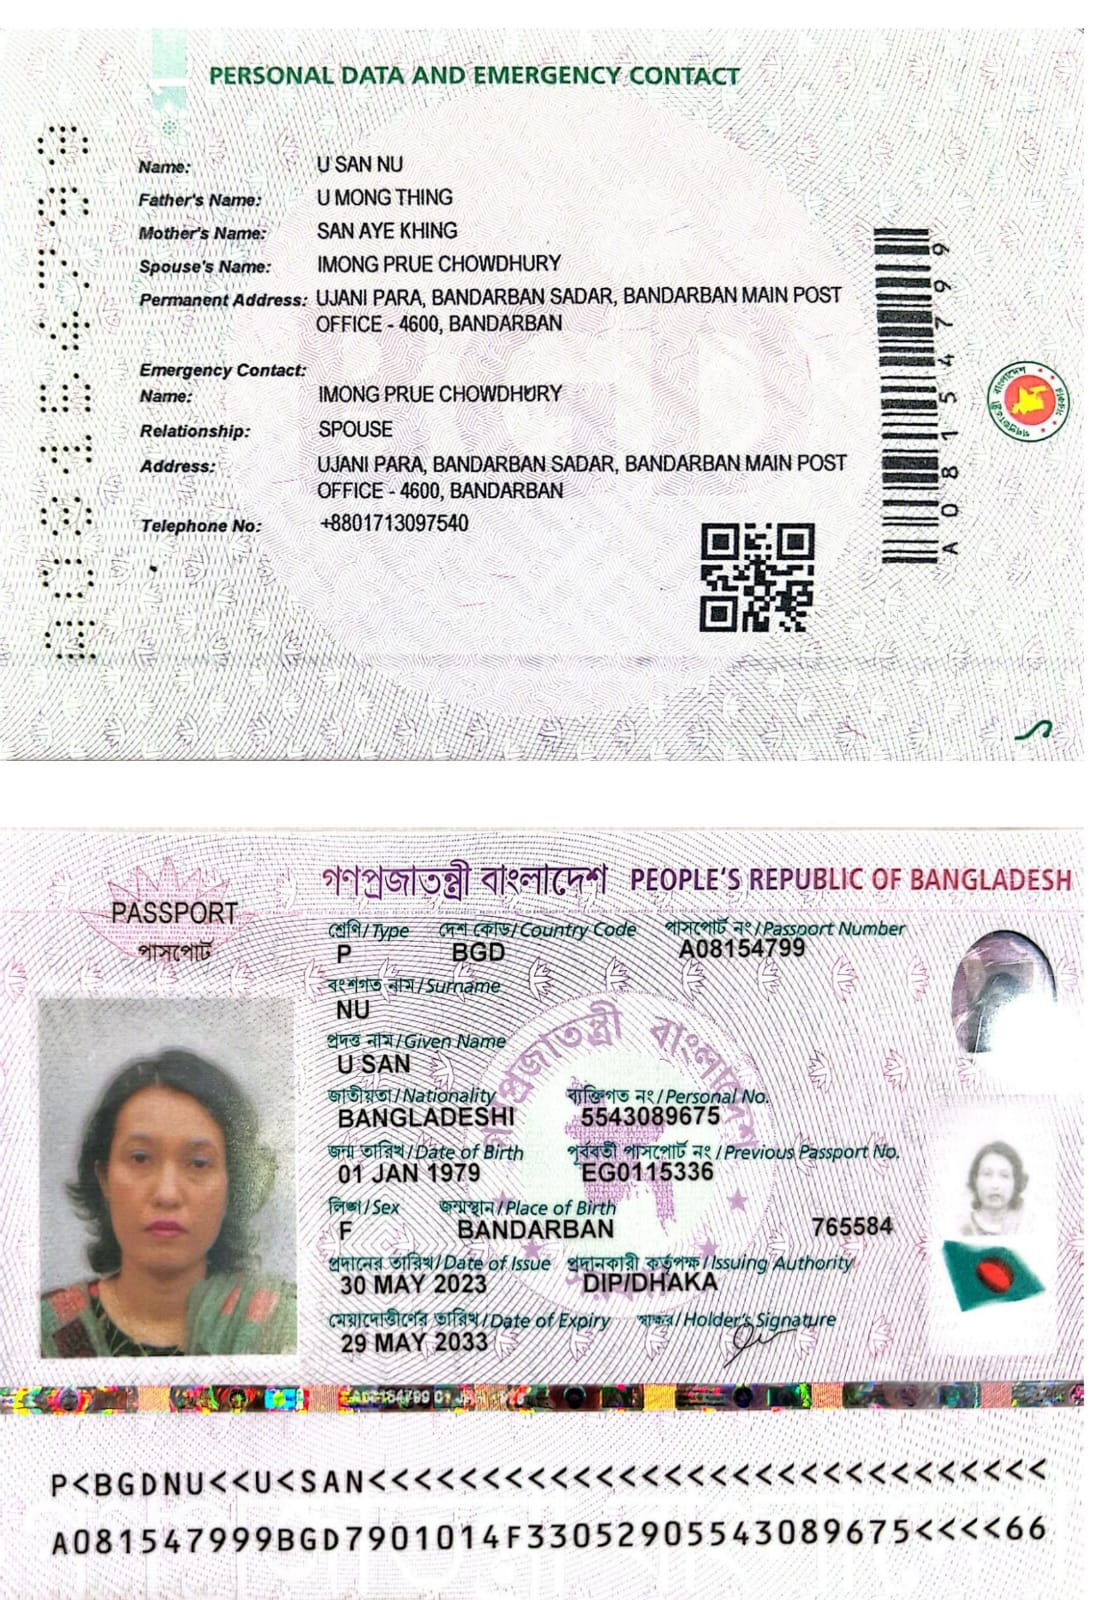 PERSONAL DATA AND EMERGENCY CONTACT
Name: U SAN NU
Father's Name: U MONG THING
Mother's Name: SAN AYE KHING
Spouse's Name: IMONG PRUE CHOWDHURY
Permanent Address: UJANI PARA, BANDARBAN SADAR, BANDARBAN MAIN POST
OFFICE - 4600, BANDARBAN
Emergency Contact:
Name: IMONG PRUE CHOWDHURY
Relationship: SPOUSE
Address: UJANI PARA, BANDARBAN SADAR, BANDARBAN MAIN POST
OFFICE - 4600, BANDARBAN
Telephone No: +8801713097540
A08154799
A08154799
গণপ্রজাতন্ত্রী বাংলাদেশ PEOPLE'S REPUBLIC OF BANGLADESH
PASSPORT
পাসপোর্ট
শ্রেণি/Type দেশ কোড/Country Code পাসপোর্ট নং/Passport Number
P BGD A08154799
বংশগত নাম/Surname
NU
প্রদত্ত নাম/Given Name
U SAN
জাতীয়তা/Nationality ব্যক্তিগত নং/Personal No.
BANGLADESHI 5543089675
জন্ম তারিখ/Date of Birth পূর্ববর্তী পাসপোর্ট নং/Previous Passport No.
01 JAN 1979 EG0115336
লিঙ্গ/Sex জন্মস্থান/Place of Birth
F BANDARBAN 765584
প্রদানের তারিখ/Date of Issue প্রদানকারী কর্তৃপক্ষ/Issuing Authority
30 MAY 2023 DIP/DHAKA
মেয়াদোত্তীর্ণের তারিখ/Date of Expiry স্বাক্ষর/Holder's Signature
29 MAY 2033
P<BGDNU<<U<SAN<<<<<<<<<<<<<<<<<<<<<<<<<<<<<<
A081547999BGD7901014F33052905543089675<<<<66